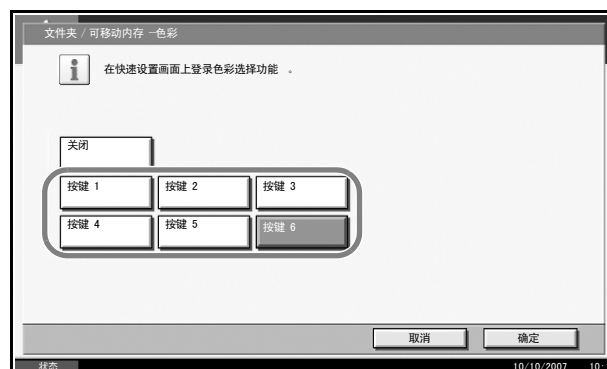 文件夹 / 可移动内存 -色彩
在快速设置画面上登录色彩选择功能 。
关闭
按键 1
按键 2
按键 3
按键 4
按键 5
按键 6
取消
确定
状态
10/10/2007 10: